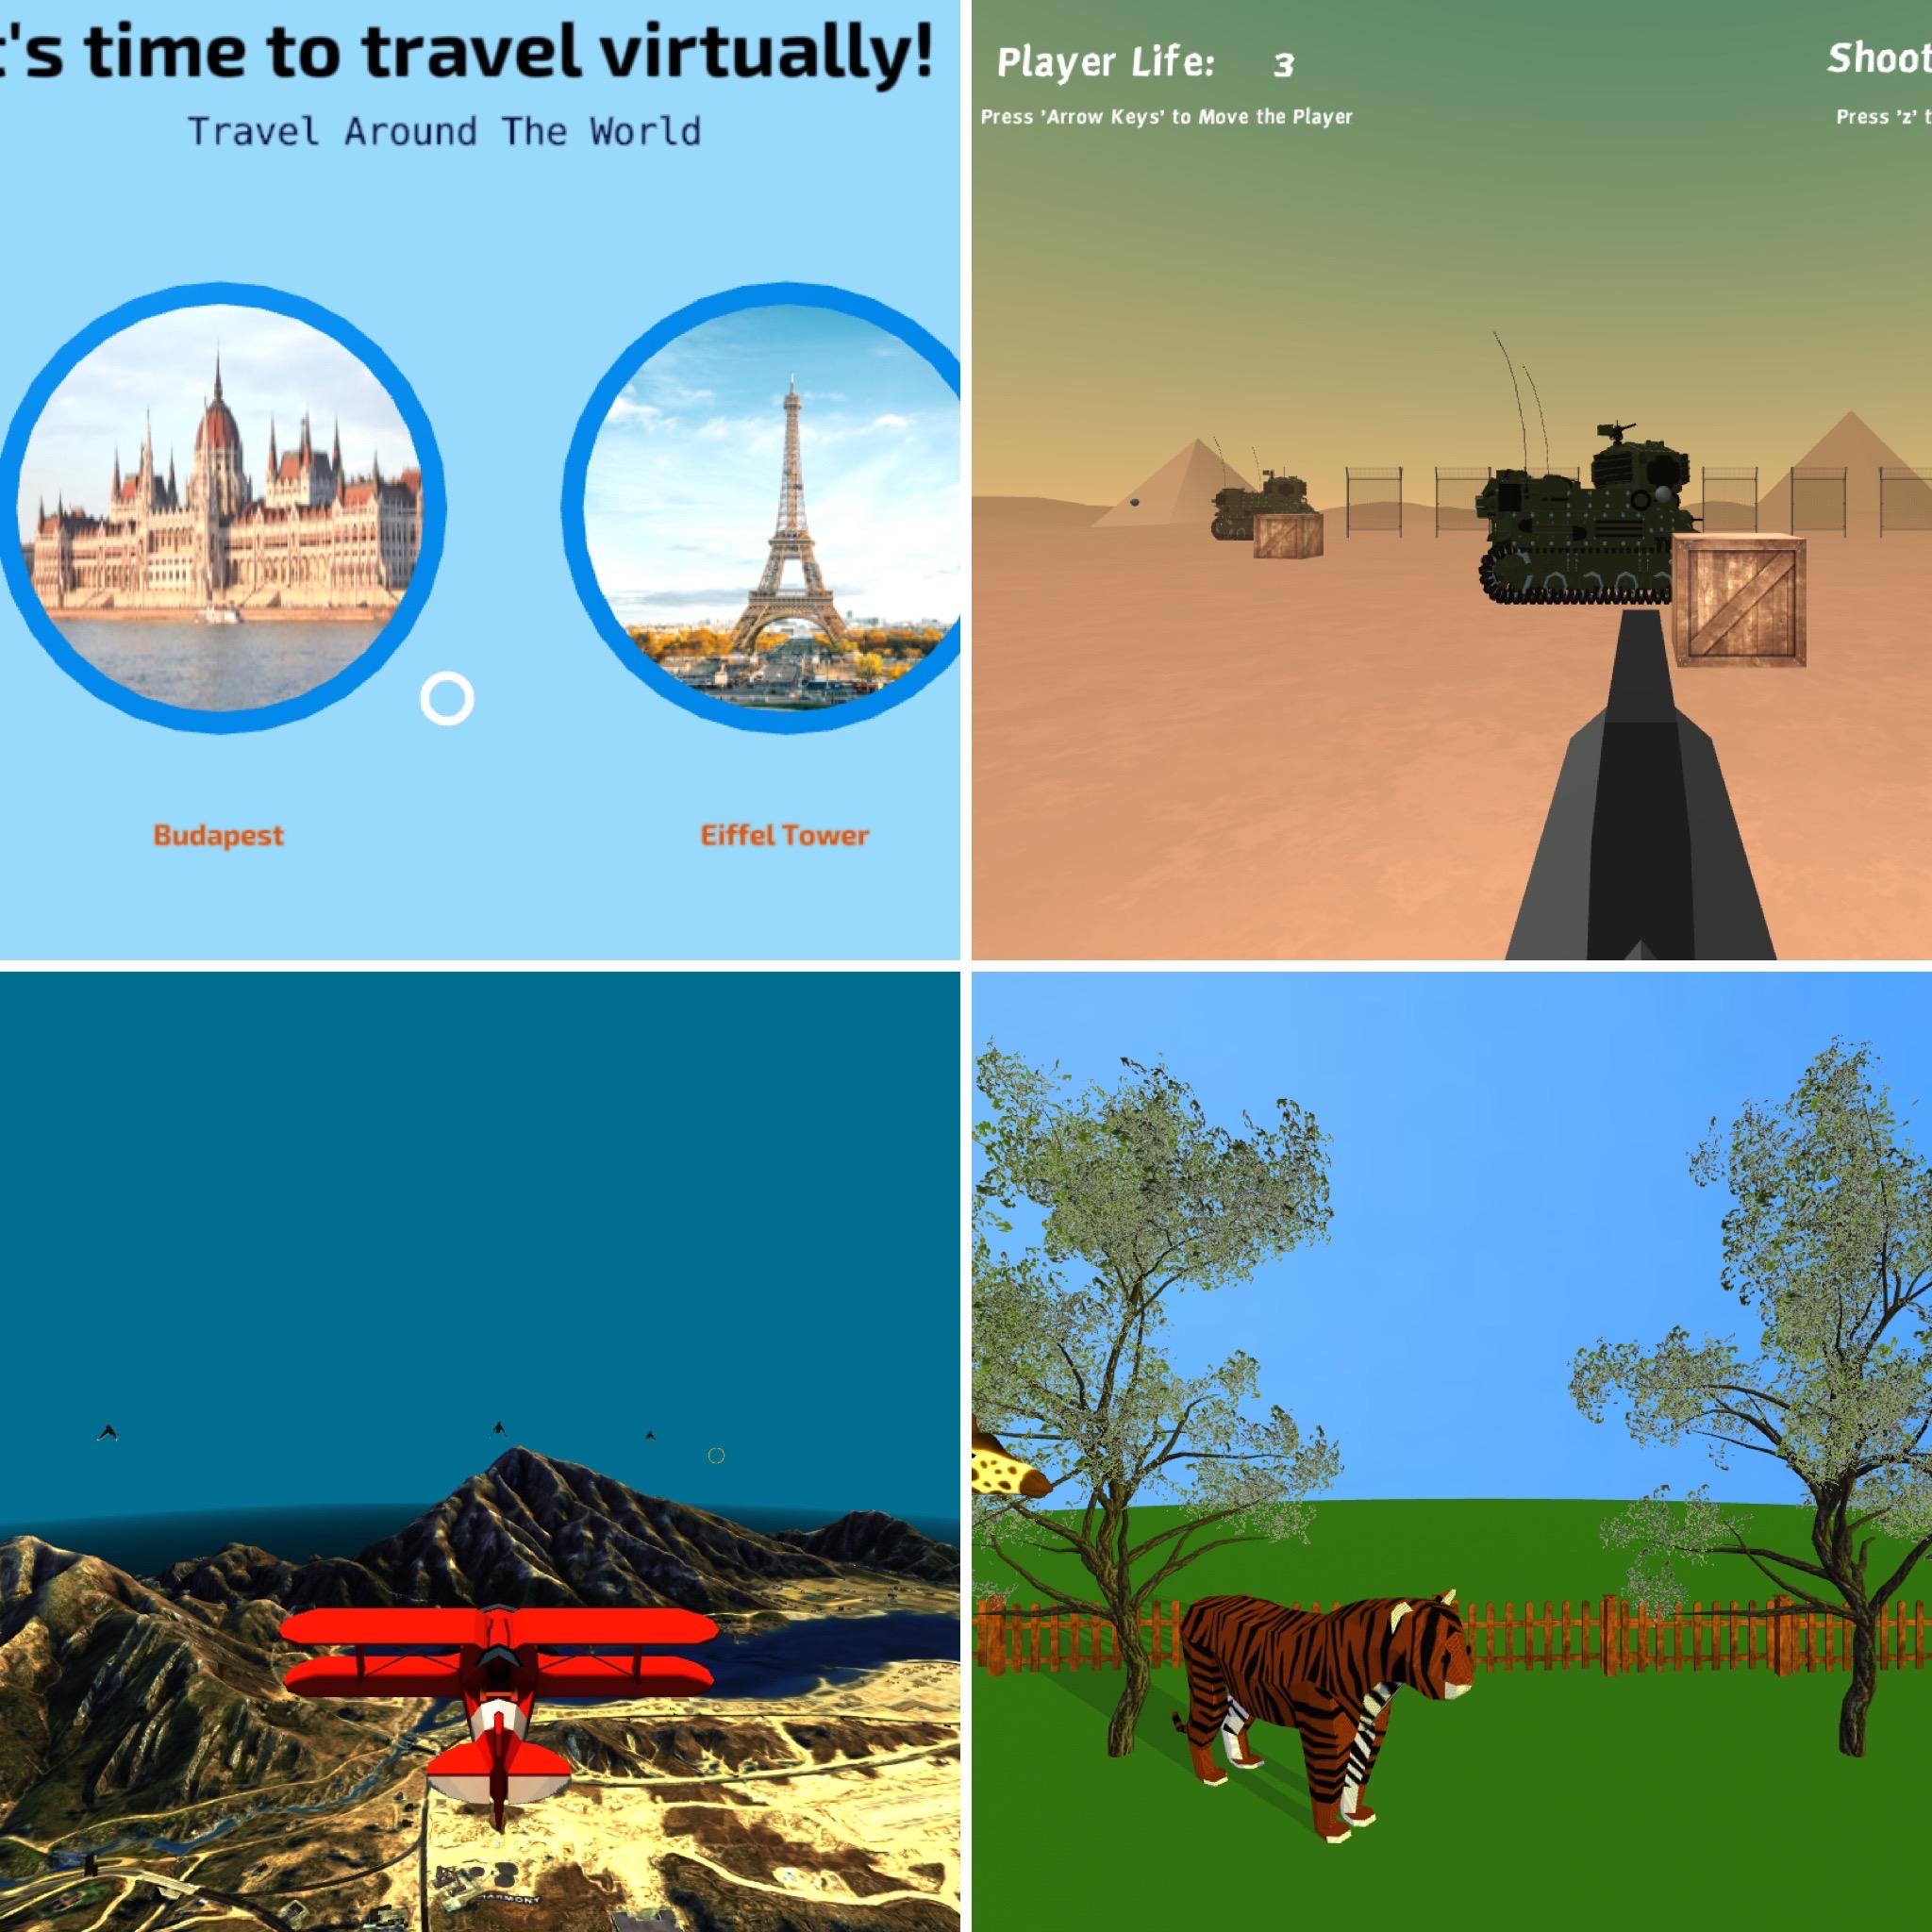 t's time to travel virtually!
Travel Around The World
Budapest
Eiffel Tower
Player Life: 3
Shoot
Press 'Arrow Keys' to Move the Player
Press 'z' t
HARMONY